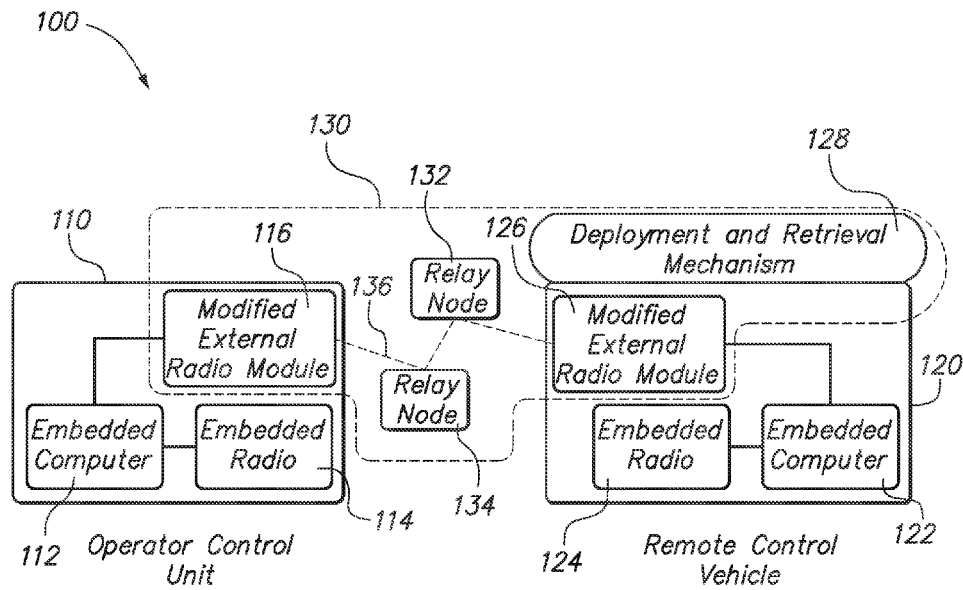 100
130
132
128
110
116
126
Deployment and Retrieval
Mechanism
Relay
Node
136
Modified
External
Radio Module
Modified
External
Radio Module
Relay
Node
120
Embedded
Computer
Embedded
Radio
Embedded
Radio
Embedded
Computer
112
114
134
124
122
Operator Control
Unit
Remote Control
Vehicle